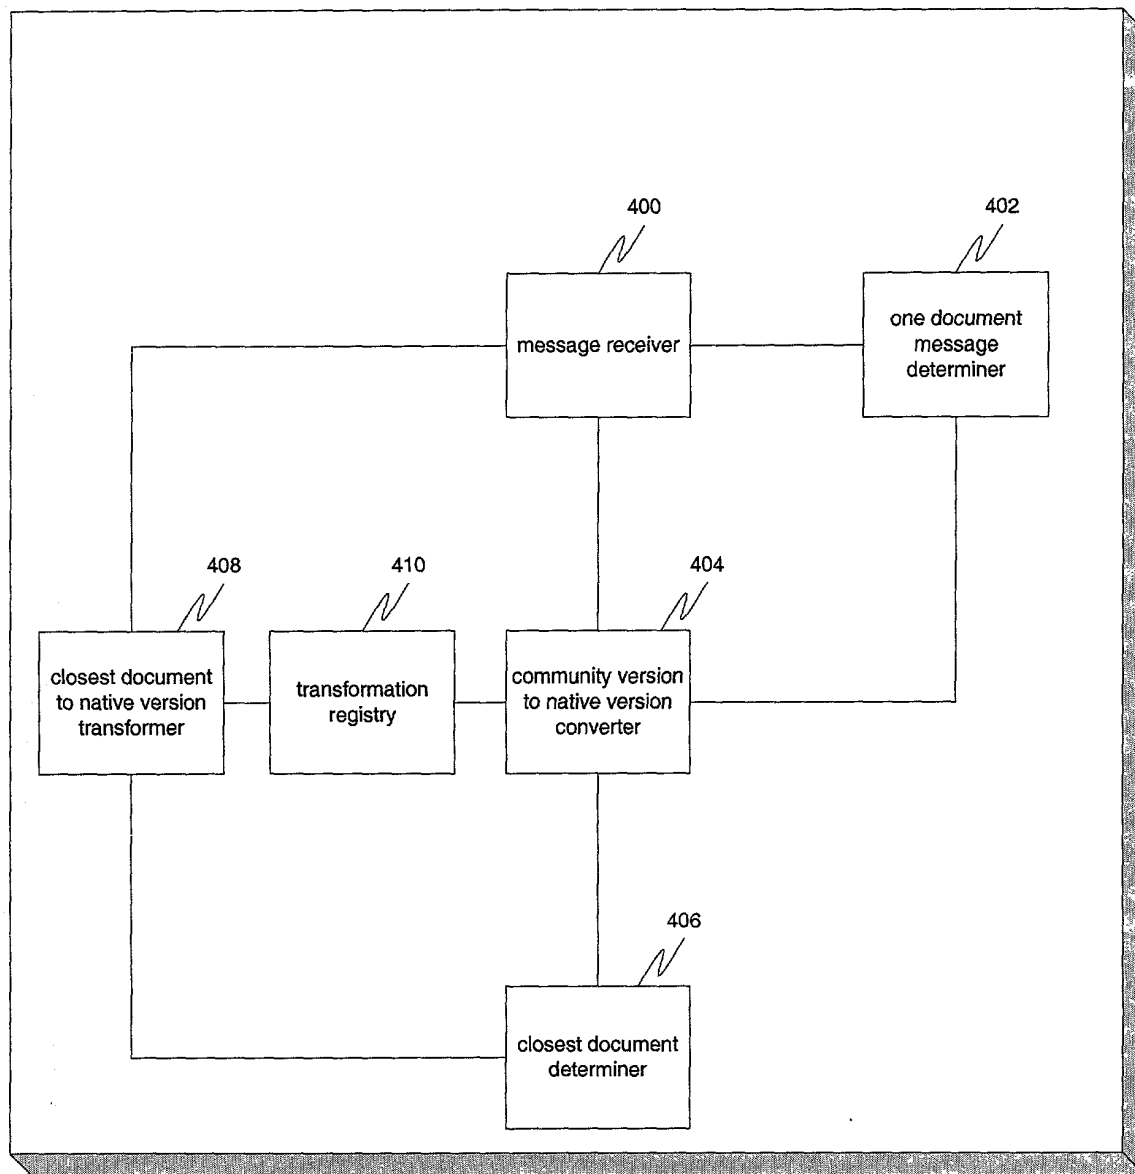 400
402
message receiver
one document
message
determiner
408
410
404
closest document
to native version
transformer
transformation
registry
community version
to native version
converter
406
closest document
determiner